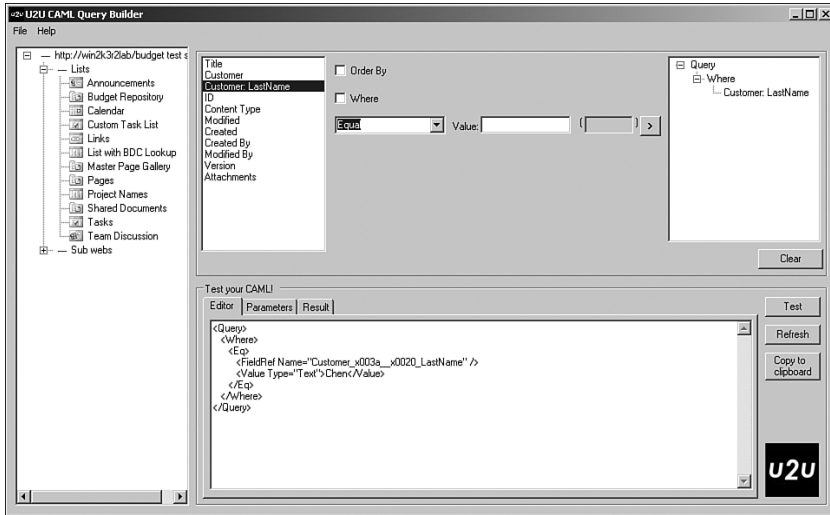 U2U CAML Query Builder
File Help
http://win2k3r2lab/budget test s
Lists
Announcements
Budget Repository
Calendar
Custom Task List
Links
List with BDC Lookup
Master Page Gallery
Pages
Project Names
Shared Documents
Tasks
Team Discussion
Sub webs
Title
Customer
Customer: LastName
ID
Content Type
Modified
Created
Created By
Modified By
Version
Attachments
Order By
Where
Equal Value: ( ) >
Query
Where
Customer: LastName
Clear
Test your CAML!
Editor Parameters Result
<Query>
<Where>
<Eq>
<FieldRef Name="Customer_x003a__x0020_LastName" />
<Value Type="Text">Chen</Value>
</Eq>
</Where>
</Query>
Test
Refresh
Copy to
clipboard
u2u